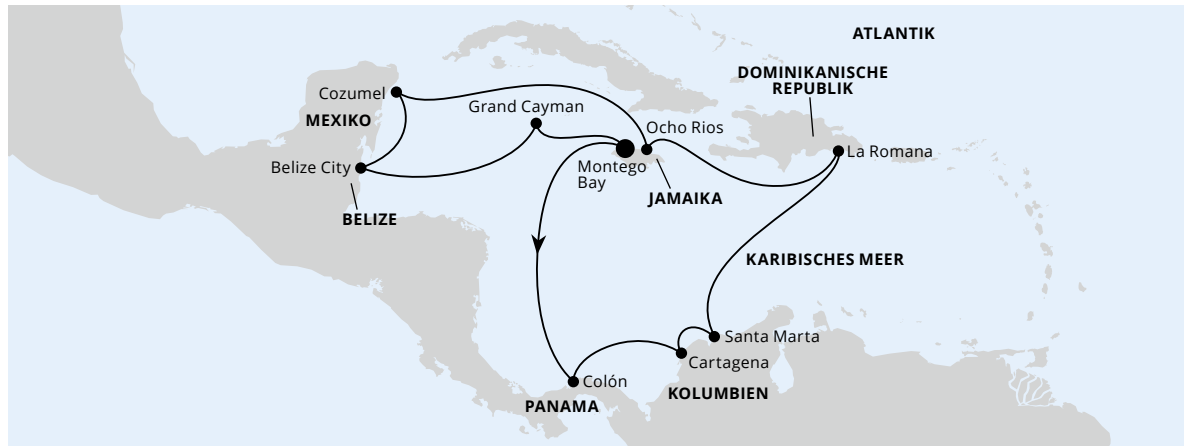 ATLANTIK
DOMINIKANISCHE
REPUBLIK
Cozumel
Grand Cayman
MEXIKO
Ocho Rios
La Romana
Belize City
Montego
Bay
JAMAIKA
BELIZE
KARIBISCHES MEER
Santa Marta
Cartagena
Colón
KOLUMBIEN
PANAMA